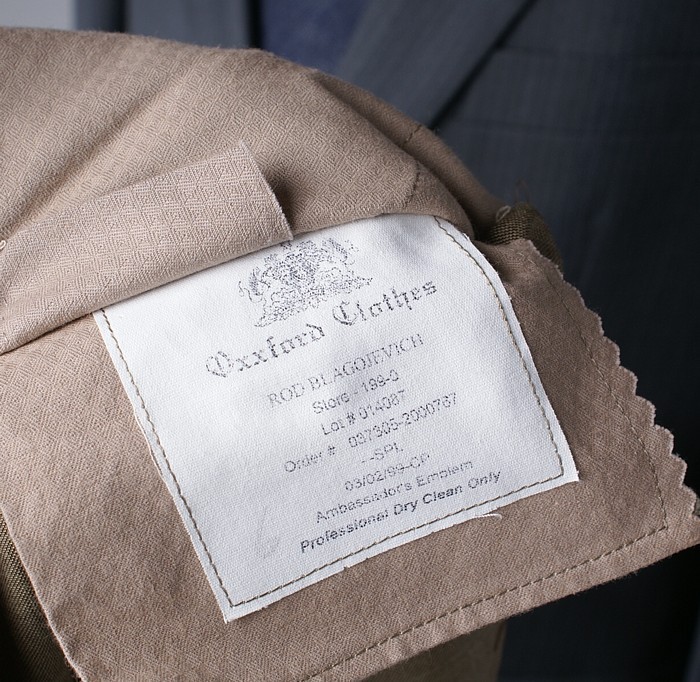 Oxxford Clothes
ROD BLAGOJEVICH
Store - 199-0
Lot # 014087
Order # 037305-2000767
-SPL
03/02/99-CP
Ambassador's Emblem
Professional Dry Clean Only